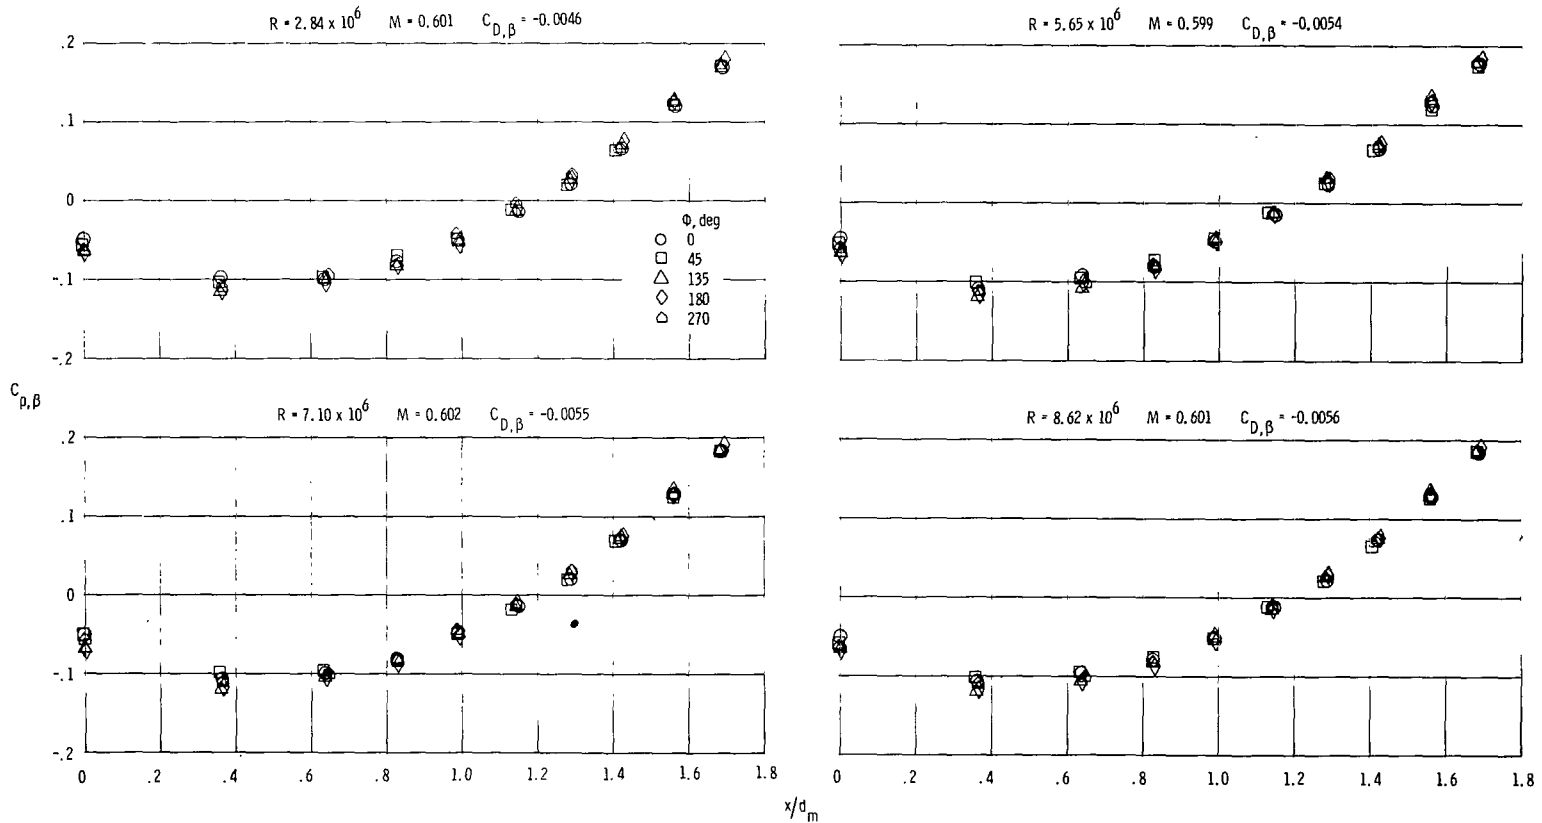 R = 2.84 x 10^6 M = 0.601 C_D,β = -0.0046
R = 5.65 x 10^6 M = 0.599 C_D,β = -0.0054
.2
.1
0
-.1
-.2
Φ, deg
0
45
135
180
270
C_p,β
R = 7.10 x 10^6 M = 0.602 C_D,β = -0.0055
R = 8.62 x 10^6 M = 0.601 C_D,β = -0.0056
.2
.1
0
-.1
-.2
0 .2 .4 .6 .8 1.0 1.2 1.4 1.6 1.8
0 .2 .4 .6 .8 1.0 1.2 1.4 1.6 1.8
x/d_m